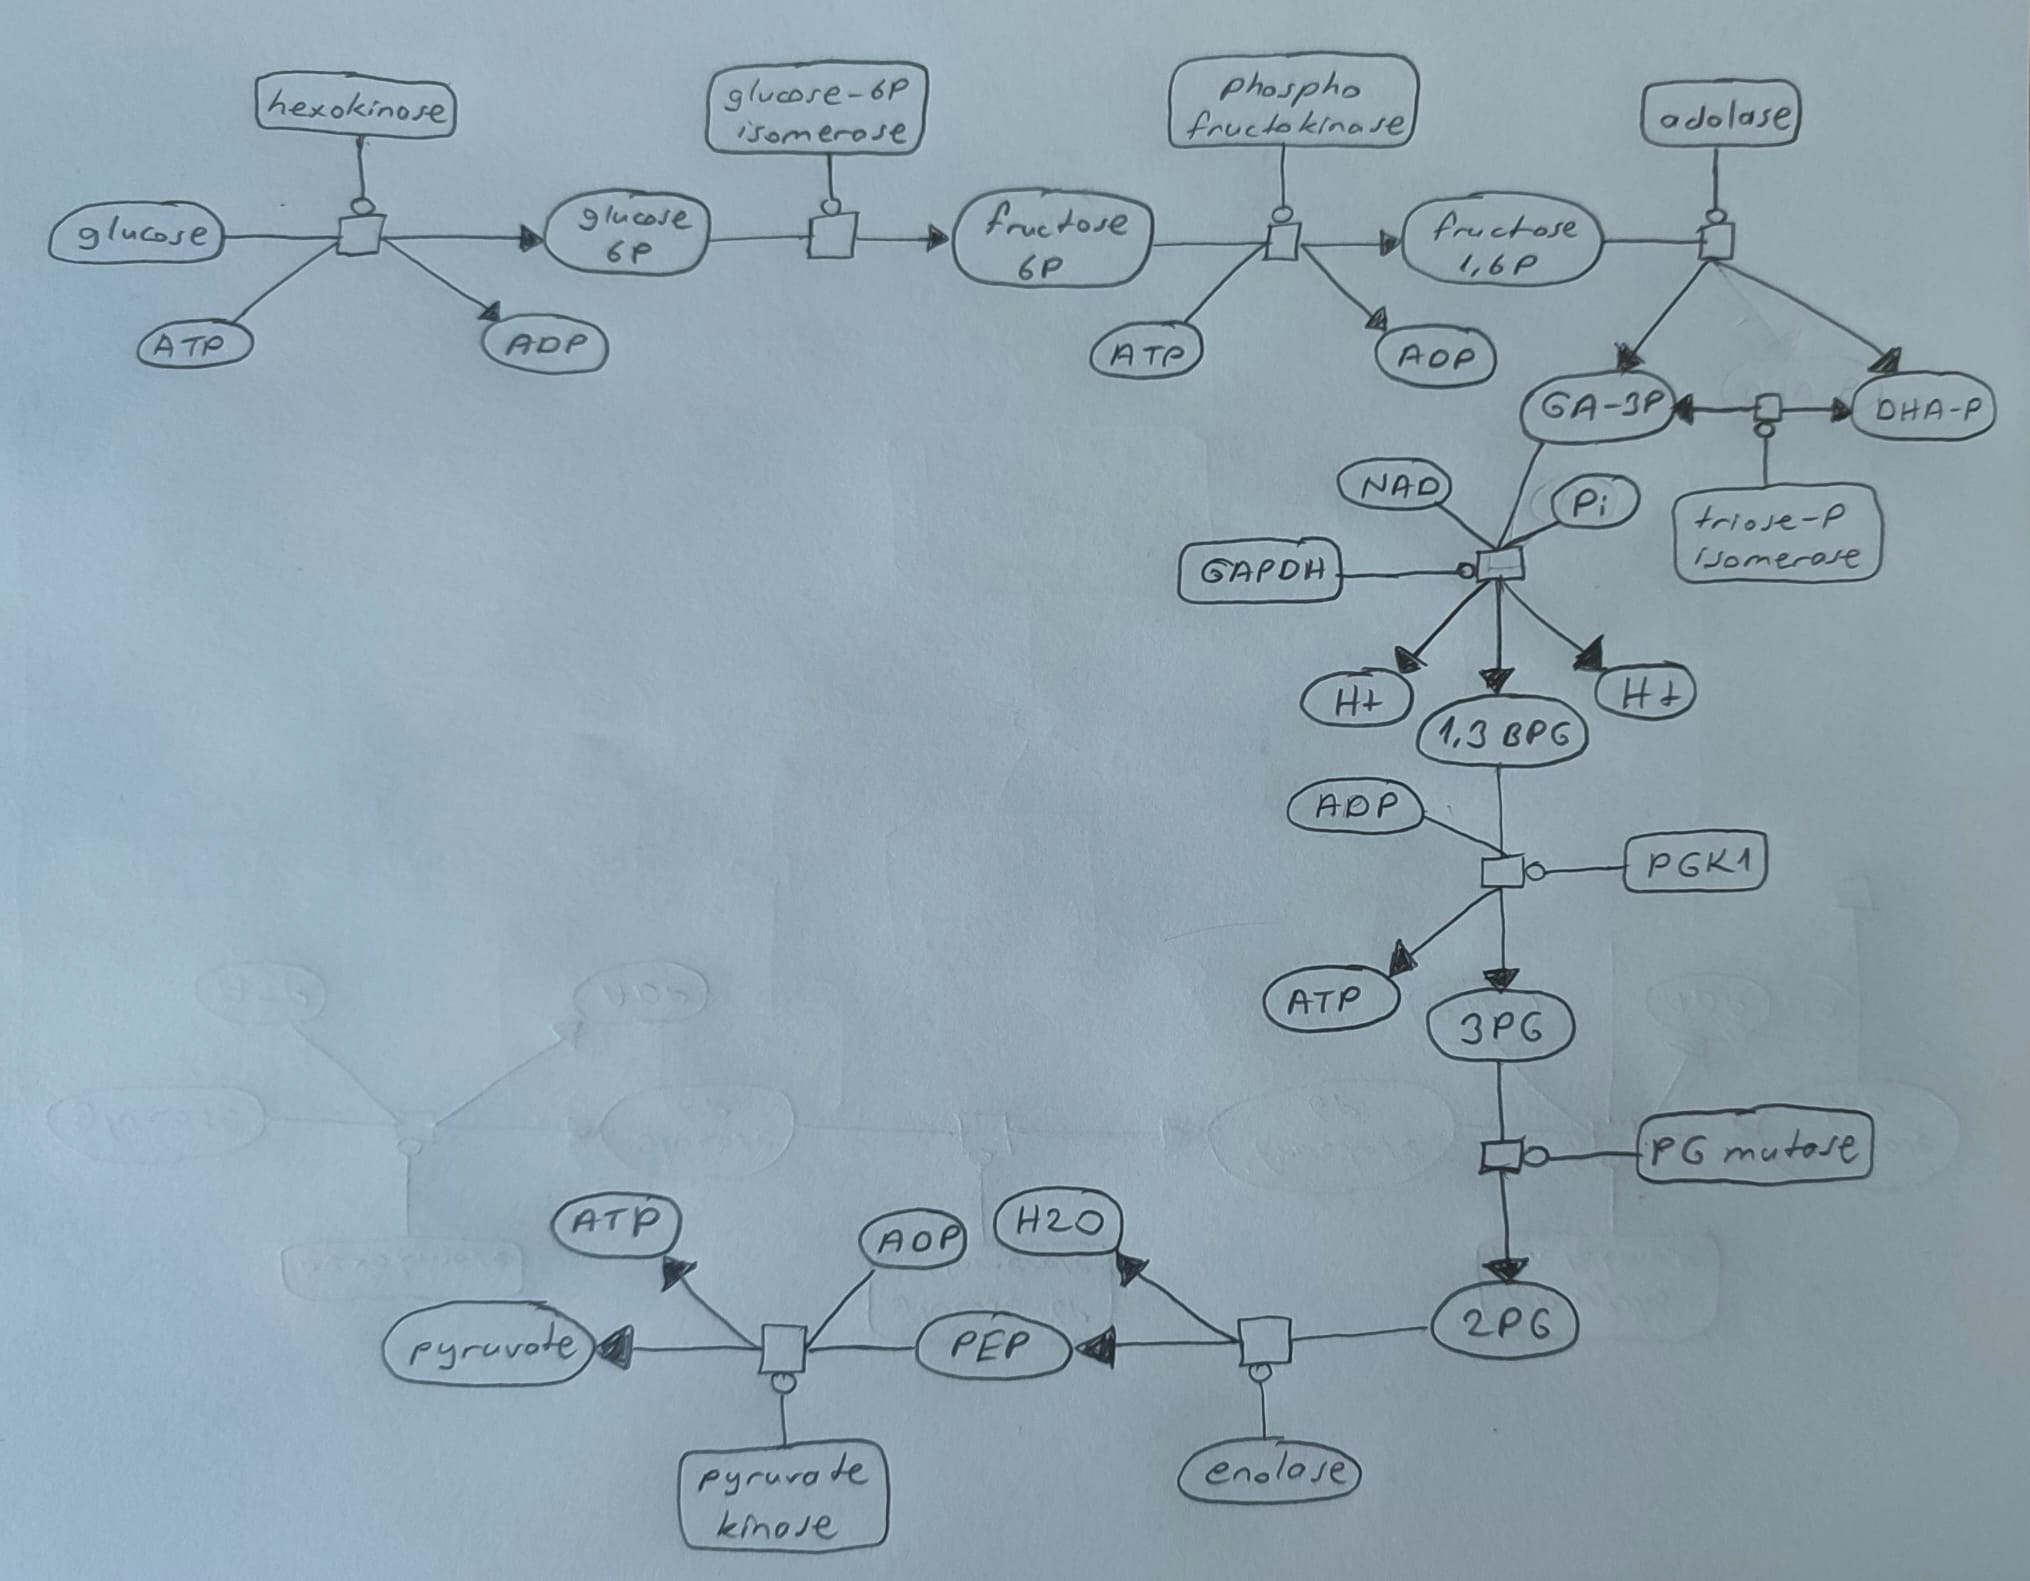 hexokinase
glucose-6P
isomerase
phospho
fructokinase
adolase
glucose
glucose
6P
fructose
6P
fructose
1,6P
ATP
ADP
ATP
ADP
GA-3P
DHA-P
NAD
Pi
triose-P
isomerase
GAPDH
H+
H+
1,3 BPG
ADP
PGK1
ATP
3PG
PG mutase
2PG
H2O
ADP
ATP
pyruvate
PEP
enolase
pyruvate
kinase